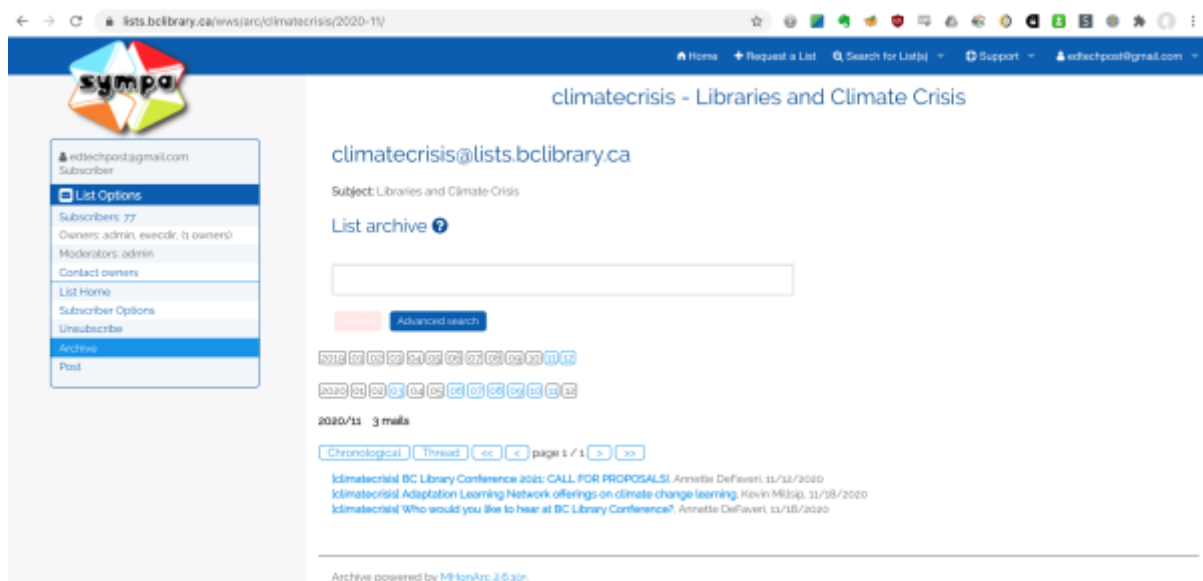 lists.bclibrary.ca/wws/arc/climatecrisis/2020-11/
Home Request a List Search for List(s) Support edtechpost@gmail.com
sympa
climatecrisis - Libraries and Climate Crisis
edtechpost@gmail.com
Subscriber
List Options
Subscribers: 77
Owners: admin, execdir, (3 owners)
Moderators: admin
Contact owners
List Home
Subscriber Options
Unsubscribe
Archive
Post
climatecrisis@lists.bclibrary.ca
Subject: Libraries and Climate Crisis
List archive
Search Advanced search
2019 01 02 03 04 05 06 07 08 09 10 11 12
2020 01 02 03 04 05 06 07 08 09 10 11 12
2020/11 3 mails
Chronological Thread << < page 1 / 1 > >>
[climatecrisis] BC Library Conference 2021: CALL FOR PROPOSALS!, Annette DeFaveri, 11/12/2020
[climatecrisis] Adaptation Learning Network offerings on climate change learning, Kevin Millsip, 11/18/2020
[climatecrisis] Who would you like to hear at BC Library Conference?, Annette DeFaveri, 11/18/2020
Archive powered by MHonArc 2.6.19+.